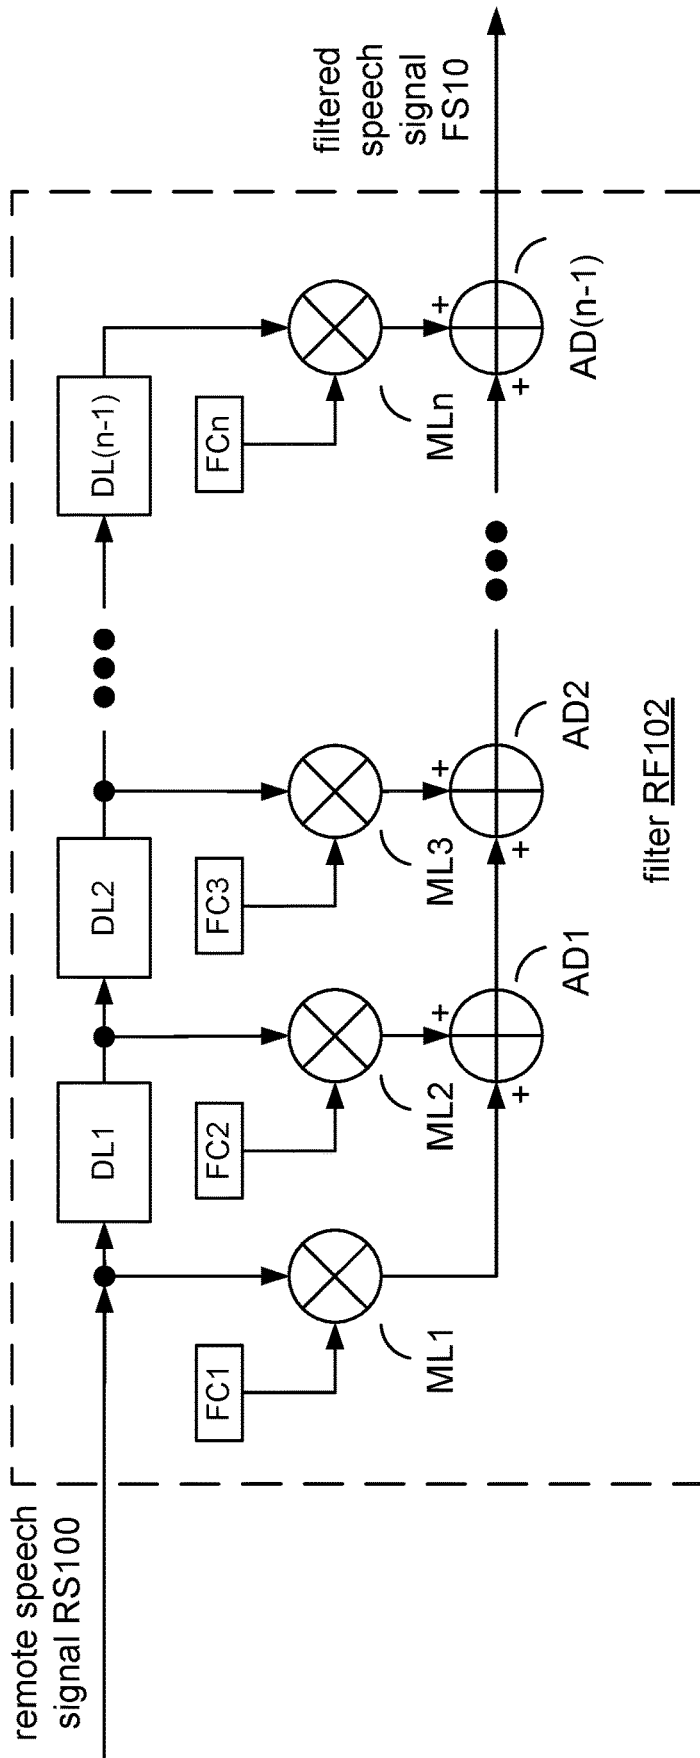 remote speech
signal RS100
DL1
DL2
DL(n-1)
FC1
FC2
FC3
FCn
ML1
ML2
ML3
MLn
+
+
+
+
+
+
AD1
AD2
AD(n-1)
filtered
speech
signal
FS10
filter RF102